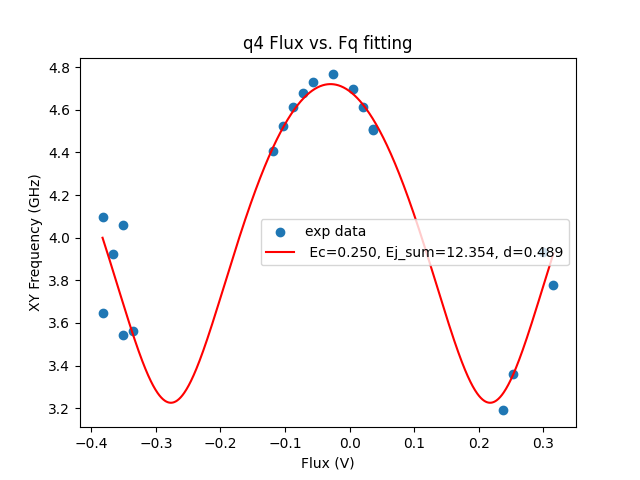 q4 Flux vs. Fq fitting
XY Frequency (GHz)
4.8
4.6
4.4
4.2
4.0
3.8
3.6
3.4
3.2
exp data
Ec=0.250, Ej_sum=12.354, d=0.489
−0.4 −0.3 −0.2 −0.1 0.0 0.1 0.2 0.3
Flux (V)